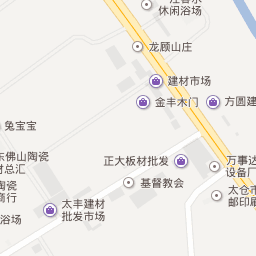 休闲浴场
龙顾山庄
建材市场
金丰木门
方圆建
兔宝宝
东佛山陶瓷
材总汇
正大板材批发
万事达
设备厂
陶瓷
商行
基督教会
太仓市
邮印刷
浴场
太丰建材
批发市场